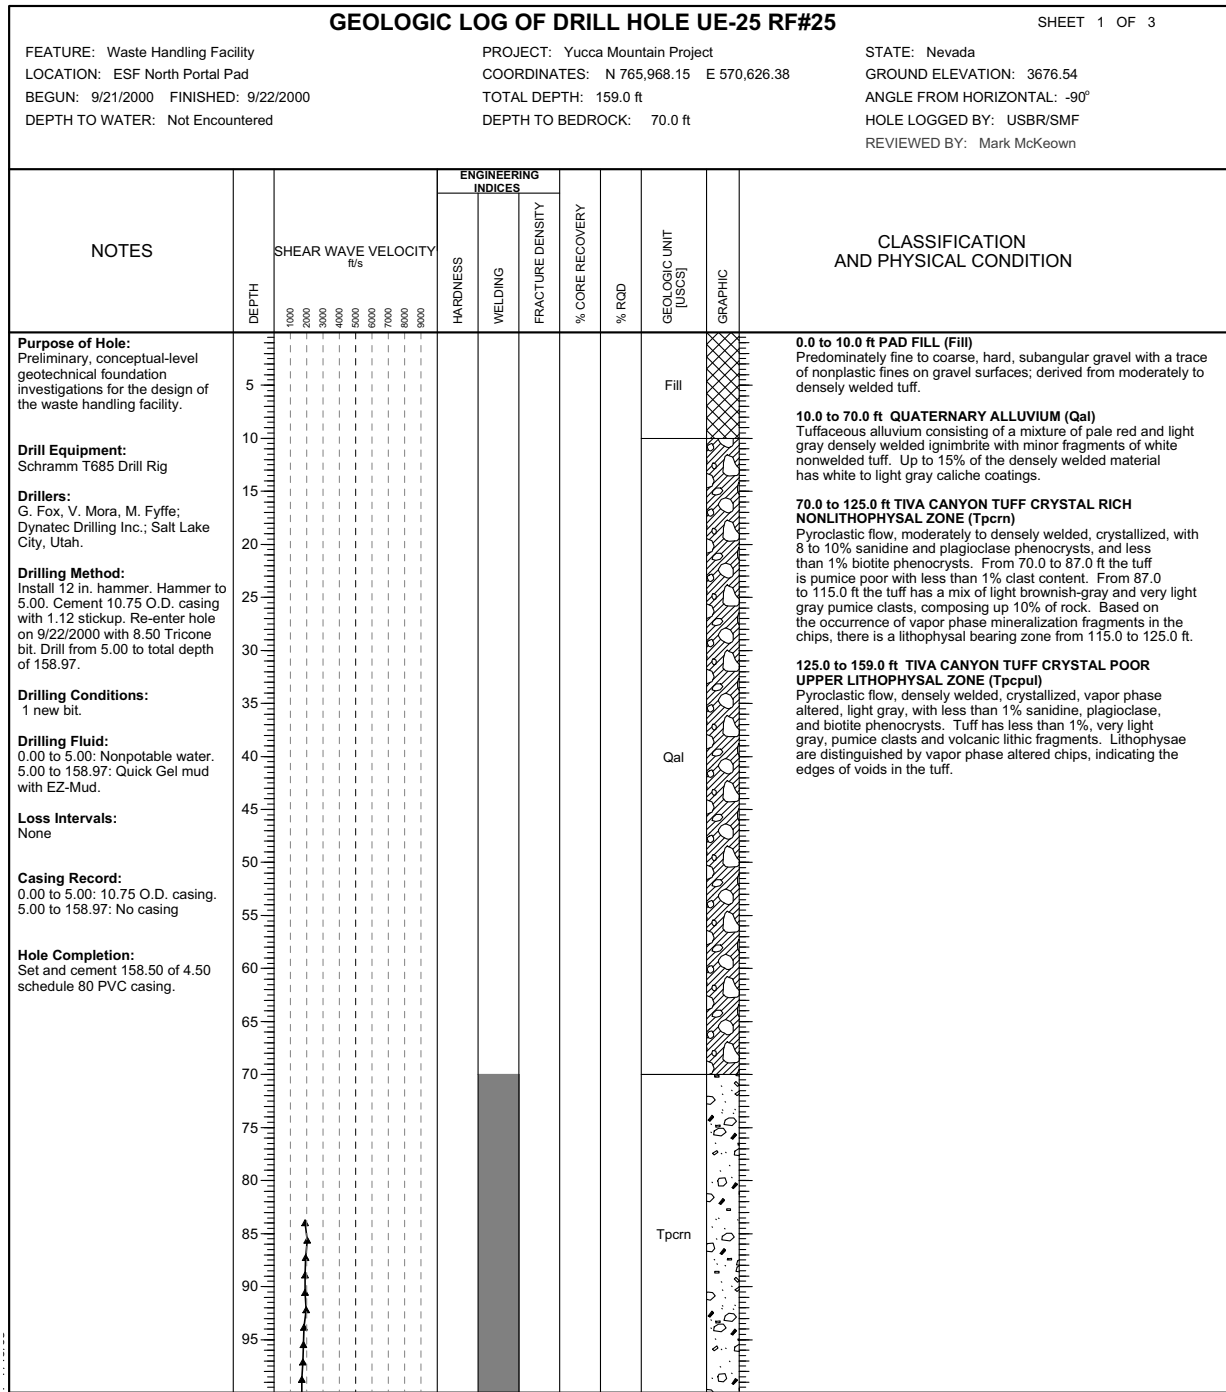 GEOLOGIC LOG OF DRILL HOLE UE-25 RF#25
SHEET 1 OF 3
FEATURE: Waste Handling Facility
PROJECT: Yucca Mountain Project
STATE: Nevada
LOCATION: ESF North Portal Pad
COORDINATES: N 765,968.15 E 570,626.38
GROUND ELEVATION: 3676.54
BEGUN: 9/21/2000 FINISHED: 9/22/2000
TOTAL DEPTH: 159.0 ft
ANGLE FROM HORIZONTAL: -90°
DEPTH TO WATER: Not Encountered
DEPTH TO BEDROCK: 70.0 ft
HOLE LOGGED BY: USBR/SMF
REVIEWED BY: Mark McKeown
NOTES
DEPTH
SHEAR WAVE VELOCITY
ft/s
1000
2000
3000
4000
5000
6000
7000
8000
9000
ENGINEERING
INDICES
HARDNESS
WELDING
FRACTURE DENSITY
% CORE RECOVERY
% RQD
GEOLOGIC UNIT
[USCS]
GRAPHIC
CLASSIFICATION
AND PHYSICAL CONDITION
Purpose of Hole:
Preliminary, conceptual-level
geotechnical foundation
investigations for the design of
the waste handling facility.
Drill Equipment:
Schramm T685 Drill Rig
Drillers:
G. Fox, V. Mora, M. Fyffe;
Dynatec Drilling Inc.; Salt Lake
City, Utah.
Drilling Method:
Install 12 in. hammer. Hammer to
5.00. Cement 10.75 O.D. casing
with 1.12 stickup. Re-enter hole
on 9/22/2000 with 8.50 Tricone
bit. Drill from 5.00 to total depth
of 158.97.
Drilling Conditions:
1 new bit.
Drilling Fluid:
0.00 to 5.00: Nonpotable water.
5.00 to 158.97: Quick Gel mud
with EZ-Mud.
Loss Intervals:
None
Casing Record:
0.00 to 5.00: 10.75 O.D. casing.
5.00 to 158.97: No casing
Hole Completion:
Set and cement 158.50 of 4.50
schedule 80 PVC casing.
5
10
15
20
25
30
35
40
45
50
55
60
65
70
75
80
85
90
95
Fill
Qal
Tpcrn
0.0 to 10.0 ft PAD FILL (Fill)
Predominately fine to coarse, hard, subangular gravel with a trace
of nonplastic fines on gravel surfaces; derived from moderately to
densely welded tuff.
10.0 to 70.0 ft QUATERNARY ALLUVIUM (Qal)
Tuffaceous alluvium consisting of a mixture of pale red and light
gray densely welded ignimbrite with minor fragments of white
nonwelded tuff. Up to 15% of the densely welded material
has white to light gray caliche coatings.
70.0 to 125.0 ft TIVA CANYON TUFF CRYSTAL RICH
NONLITHOPHYSAL ZONE (Tpcrn)
Pyroclastic flow, moderately to densely welded, crystallized, with
8 to 10% sanidine and plagioclase phenocrysts, and less
than 1% biotite phenocrysts. From 70.0 to 87.0 ft the tuff
is pumice poor with less than 1% clast content. From 87.0
to 115.0 ft the tuff has a mix of light brownish-gray and very light
gray pumice clasts, composing up 10% of rock. Based on
the occurrence of vapor phase mineralization fragments in the
chips, there is a lithophysal bearing zone from 115.0 to 125.0 ft.
125.0 to 159.0 ft TIVA CANYON TUFF CRYSTAL POOR
UPPER LITHOPHYSAL ZONE (Tpcpul)
Pyroclastic flow, densely welded, crystallized, vapor phase
altered, light gray, with less than 1% sanidine, plagioclase,
and biotite phenocrysts. Tuff has less than 1%, very light
gray, pumice clasts and volcanic lithic fragments. Lithophysae
are distinguished by vapor phase altered chips, indicating the
edges of voids in the tuff.